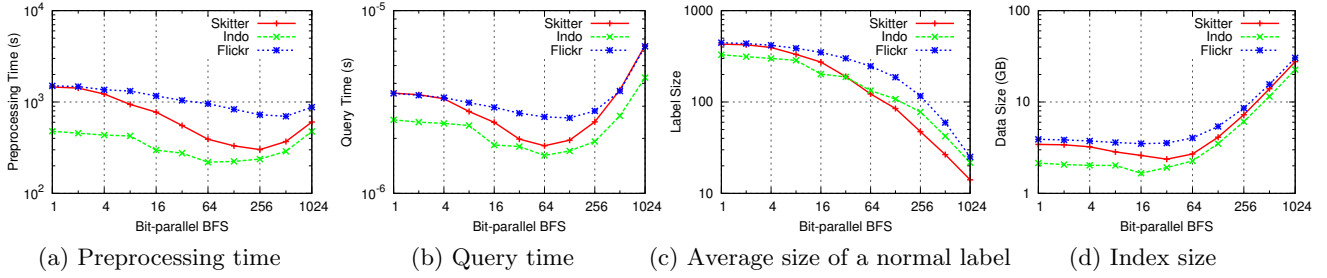 Preprocessing Time (s)
10^4
10^3
10^2
Skitter
Indo
Flickr
1 4 16 64 256 1024
Bit-parallel BFS
(a) Preprocessing time
Query Time (s)
10^-5
10^-6
Skitter
Indo
Flickr
1 4 16 64 256 1024
Bit-parallel BFS
(b) Query time
Label Size
1000
100
10
Skitter
Indo
Flickr
1 4 16 64 256 1024
Bit-parallel BFS
(c) Average size of a normal label
Data Size (GB)
100
10
1
Skitter
Indo
Flickr
1 4 16 64 256 1024
Bit-parallel BFS
(d) Index size